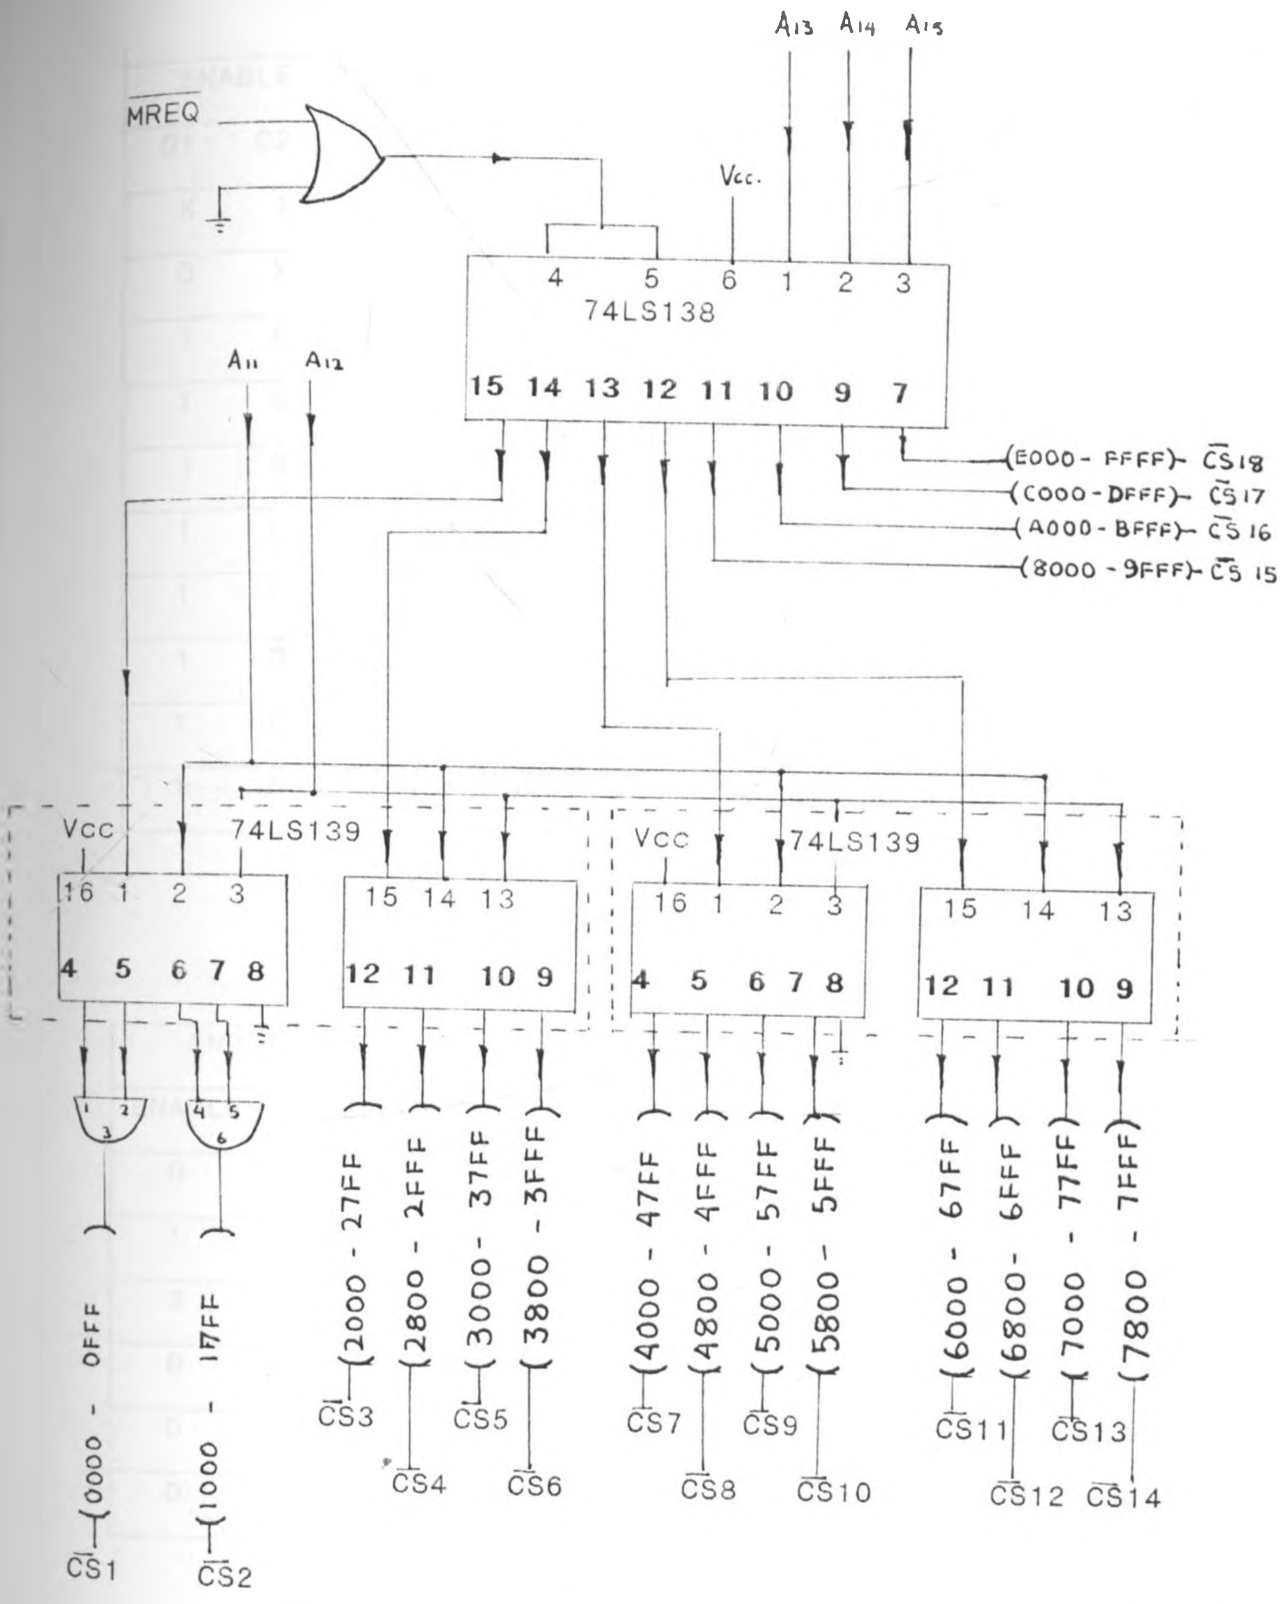 A13 A14 A15
ENABLE
MREQ
Vcc.
4 5 6 1 2 3
74LS138
A11 A12
15 14 13 12 11 10 9 7
(E000 - FFFF) - CS18
(C000 - DFFF) - CS17
(A000 - BFFF) - CS16
(8000 - 9FFF) - CS15
Vcc 74LS139 Vcc 74LS139
16 1 2 3 15 14 13 16 1 2 3 15 14 13
4 5 6 7 8 12 11 10 9 4 5 6 7 8 12 11 10 9
1 2 4 5
3 6
(0000 - 0FFF)
(1000 - 17FF)
(2000 - 27FF)
(2800 - 2FFF)
(3000 - 37FF)
(3800 - 3FFF)
(4000 - 47FF)
(4800 - 4FFF)
(5000 - 57FF)
(5800 - 5FFF)
(6000 - 67FF)
(6800 - 6FFF)
(7000 - 77FF)
(7800 - 7FFF)
CS3 CS5 CS7 CS9 CS11 CS13
CS4 CS6 CS8 CS10 CS12 CS14
CS1 CS2